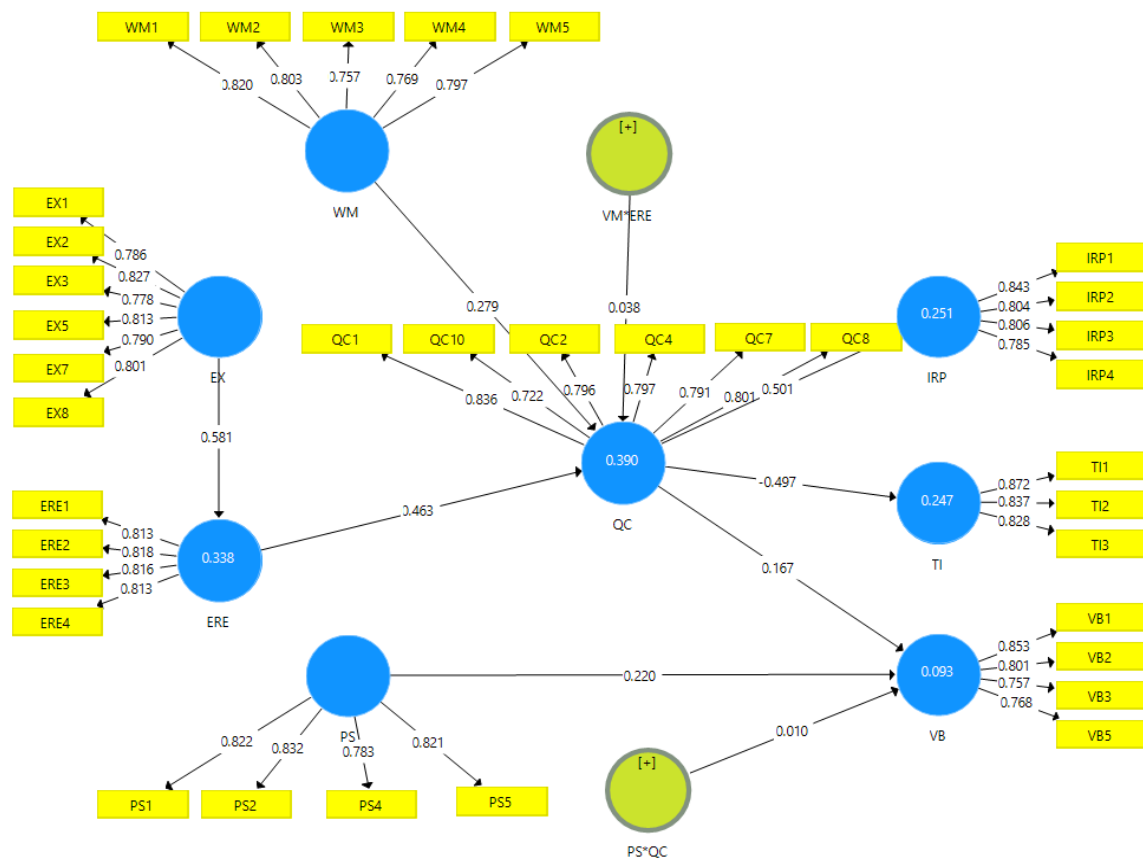 WM1 WM2 WM3 WM4 WM5
0.820 0.803 0.757 0.769 0.797
WM
[+]
VM*ERE
EX1
EX2
EX3
EX5
EX7
EX8
0.786
0.827
0.778
0.813
0.790
0.801
EX
0.279
0.038
QC1 QC10 QC2 QC4 QC7 QC8
0.836 0.722 0.796 0.797 0.791 0.801 0.501
0.251
IRP
0.843
0.804
0.806
0.785
IRP1
IRP2
IRP3
IRP4
0.581
ERE1
ERE2
ERE3
ERE4
0.813
0.818
0.816
0.813
0.338
ERE
0.463
0.390
QC
-0.497
0.247
TI
0.872
0.837
0.828
TI1
TI2
TI3
0.167
PS
0.220
0.822 0.832 0.783 0.821
PS1 PS2 PS4 PS5
0.093
VB
0.853
0.801
0.757
0.768
VB1
VB2
VB3
VB5
0.010
[+]
PS*QC